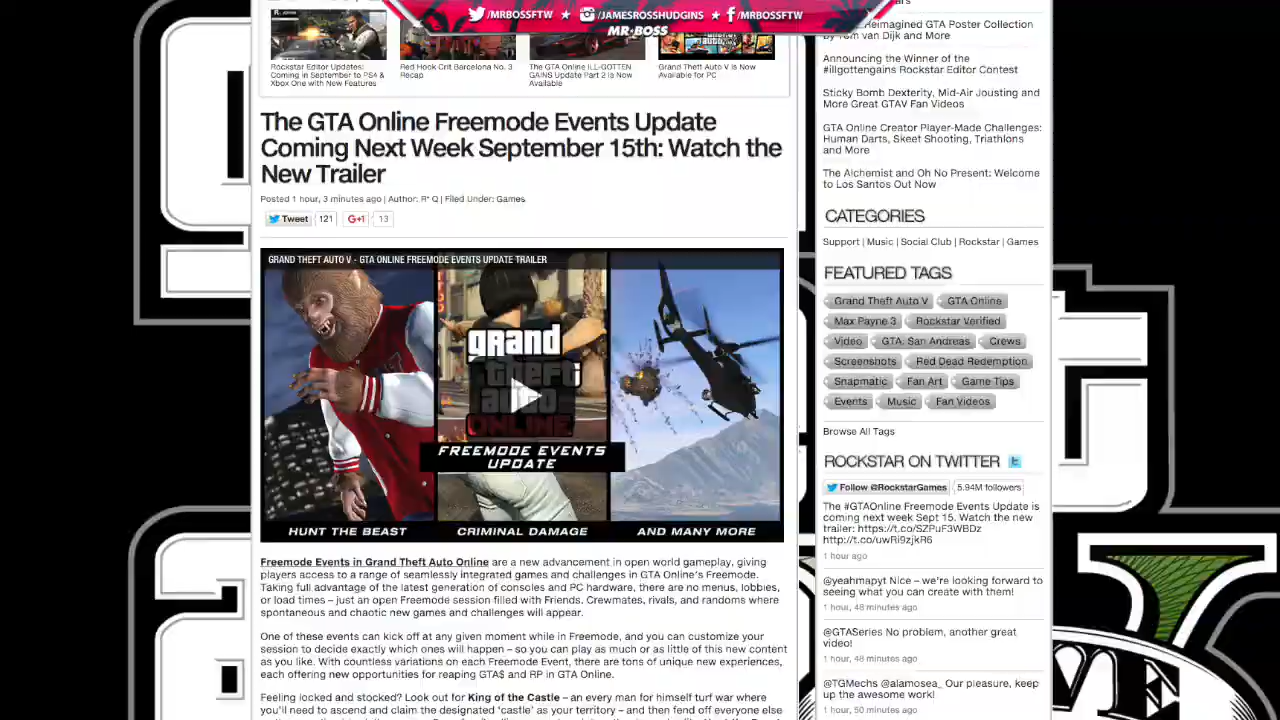 /MRBOSSFTW ★ /JAMESROSSHUDGINS ★ /MRBOSSFTW
MR·BOSS
Rockstar Editor Updates:
Coming in September to PS4 &
Xbox One with New Features
Red Hook Crit Barcelona No. 3
Recap
The GTA Online ILL-GOTTEN
GAINS Update Part 2 Is Now
Available
Grand Theft Auto V is Now
Available for PC
The GTA Online Freemode Events Update
Coming Next Week September 15th: Watch the
New Trailer
Posted 1 hour, 3 minutes ago | Author: R* Q | Filed Under: Games
Tweet 121 G+1 13
GRAND THEFT AUTO V - GTA ONLINE FREEMODE EVENTS UPDATE TRAILER
grand
theft
auto
ONLINE
FREEMODE EVENTS
UPDATE
HUNT THE BEAST CRIMINAL DAMAGE AND MANY MORE
Freemode Events in Grand Theft Auto Online are a new advancement in open world gameplay, giving
players access to a range of seamlessly integrated games and challenges in GTA Online's Freemode.
Taking full advantage of the latest generation of consoles and PC hardware, there are no menus, lobbies,
or load times – just an open Freemode session filled with Friends, Crewmates, rivals, and randoms where
spontaneous and chaotic new games and challenges will appear.
One of these events can kick off at any given moment while in Freemode, and you can customize your
session to decide exactly which ones will happen – so you can play as much or as little of this new content
as you like. With countless variations on each Freemode Event, there are tons of unique new experiences,
each offering new opportunities for reaping GTA$ and RP in GTA Online.
Feeling locked and stocked? Look out for King of the Castle – an every man for himself turf war where
you'll need to ascend and claim the designated 'castle' as your territory – and then fend off everyone else
Reimagined GTA Poster Collection
by Tom van Dijk and More
Announcing the Winner of the
#illgottengains Rockstar Editor Contest
Sticky Bomb Dexterity, Mid-Air Jousting and
More Great GTAV Fan Videos
GTA Online Creator Player-Made Challenges:
Human Darts, Skeet Shooting, Triathlons
and More
The Alchemist and Oh No Present: Welcome
to Los Santos Out Now
CATEGORIES
Support | Music | Social Club | Rockstar | Games
FEATURED TAGS
Grand Theft Auto V GTA Online
Max Payne 3 Rockstar Verified
Video GTA: San Andreas Crews
Screenshots Red Dead Redemption
Snapmatic Fan Art Game Tips
Events Music Fan Videos
Browse All Tags
ROCKSTAR ON TWITTER
Follow @RockstarGames 5.94M followers
The #GTAOnline Freemode Events Update is
coming next week Sept 15. Watch the new
trailer: https://t.co/SZPuF3WBDz
http://t.co/uwRi9zjkR6
1 hour ago
@yeahmapyt Nice – we're looking forward to
seeing what you can create with them!
1 hour, 48 minutes ago
@GTASeries No problem, another great
video!
1 hour, 48 minutes ago
@TGMechs @alamosea_ Our pleasure, keep
up the awesome work!
1 hour, 50 minutes ago